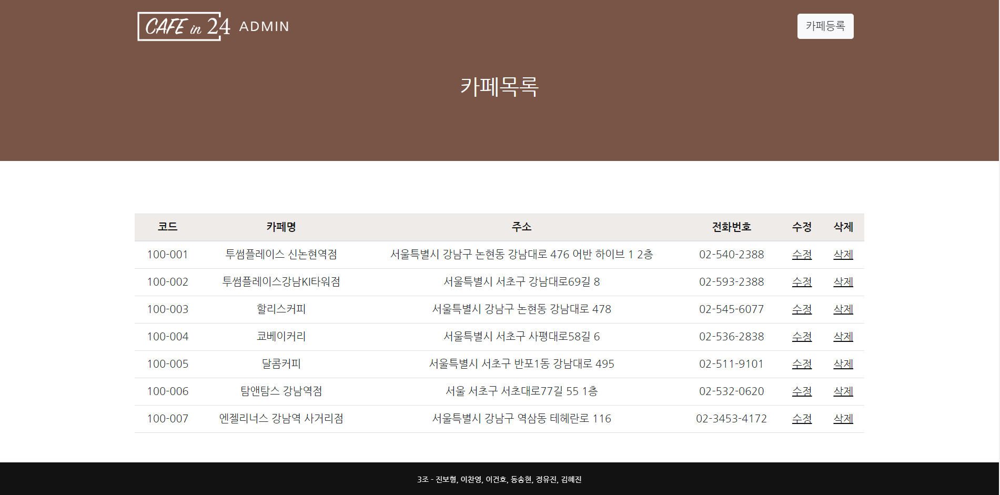 CAFE in 24 ADMIN 카페등록
카페목록
코드 카페명 주소 전화번호 수정 삭제
100-001 투썸플레이스 신논현역점 서울특별시 강남구 논현동 강남대로 476 어반 하이브 1 2층 02-540-2388 수정 삭제
100-002 투썸플레이스강남KI타워점 서울특별시 서초구 강남대로69길 8 02-593-2388 수정 삭제
100-003 할리스커피 서울특별시 강남구 논현동 강남대로 478 02-545-6077 수정 삭제
100-004 쿄베이커리 서울특별시 서초구 사평대로58길 6 02-536-2838 수정 삭제
100-005 달콤커피 서울특별시 서초구 반포1동 강남대로 495 02-511-9101 수정 삭제
100-006 탐앤탐스 강남역점 서울 서초구 서초대로77길 55 1층 02-532-0620 수정 삭제
100-007 엔젤리너스 강남역 사거리점 서울특별시 강남구 역삼동 테헤란로 116 02-3453-4172 수정 삭제
3조 - 진보형, 이찬영, 이건호, 동송현, 정유진, 김혜진